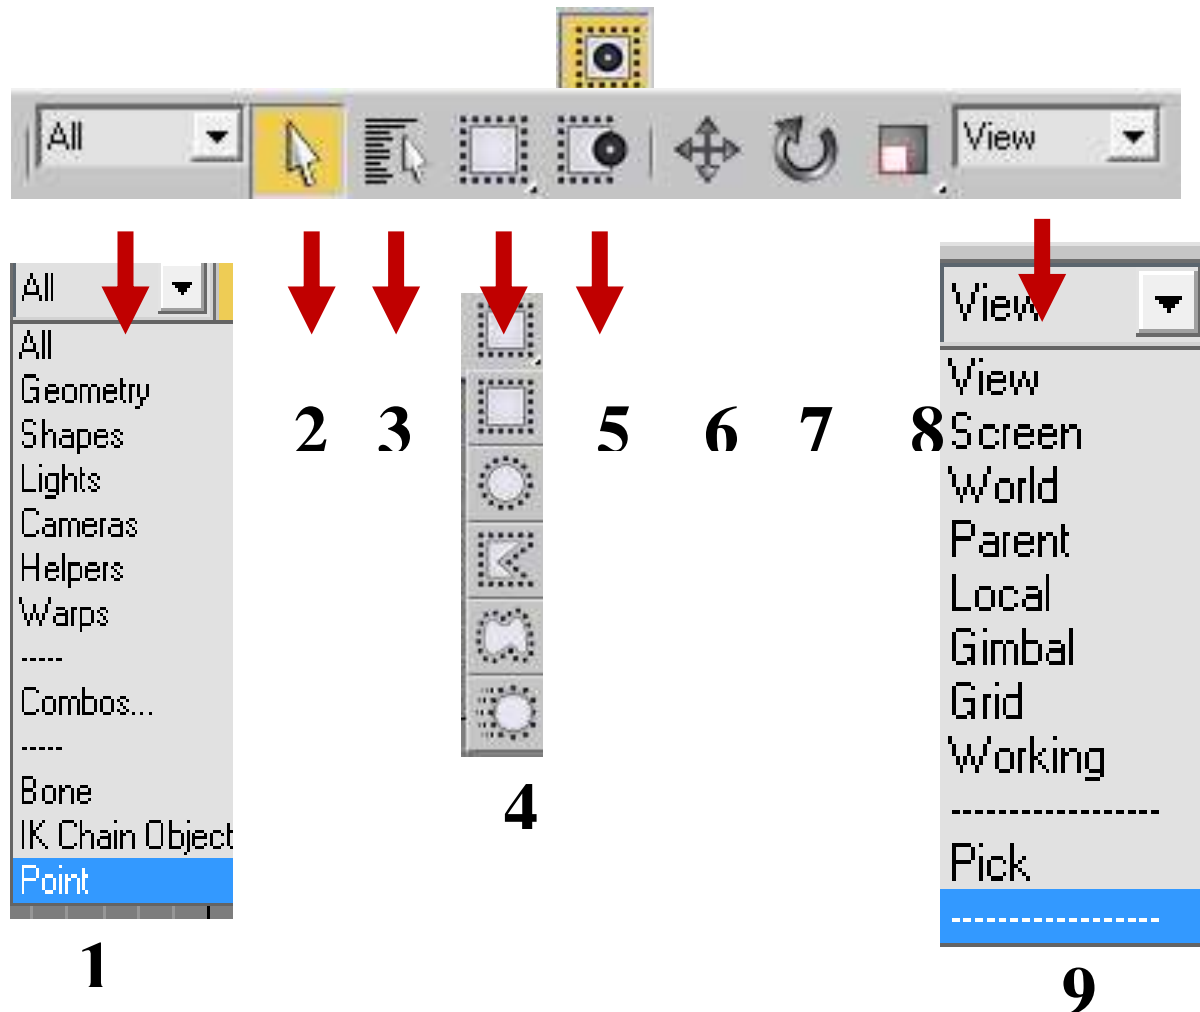 All
View
All
All
Geometry
Shapes
Lights
Cameras
Helpers
Warps
-----
Combos...
-----
Bone
IK Chain Object
Point
1
2
3
4
5
6
7
8
View
View
Screen
World
Parent
Local
Gimbal
Grid
Working
------------------
Pick
------------------
9